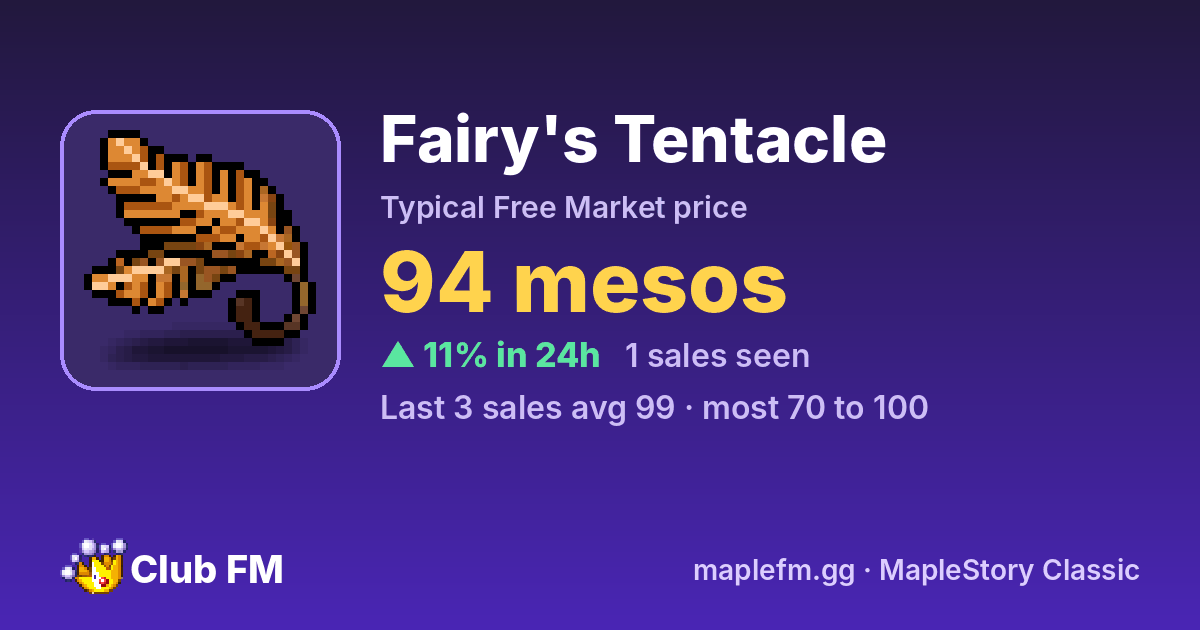 Fairy's Tentacle
Typical Free Market price
94 mesos
▲ 11% in 24h 1 sales seen
Last 3 sales avg 99 · most 70 to 100
Club FM
maplefm.gg · MapleStory Classic